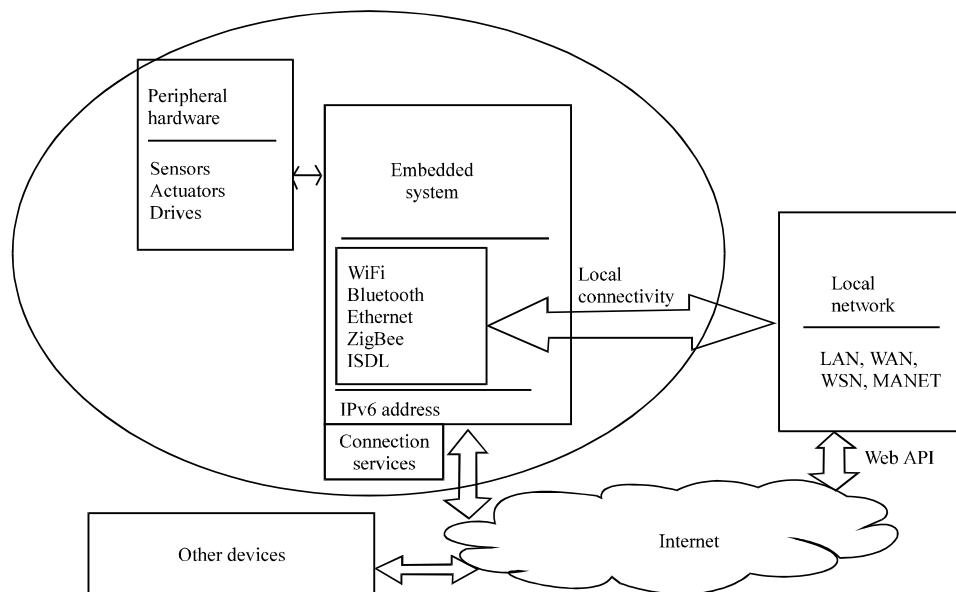 Peripheral
hardware
Sensors
Actuators
Drives
Embedded
system
WiFi
Bluetooth
Ethernet
ZigBee
ISDL
IPv6 address
Connection
services
Local
connectivity
Local
network
LAN, WAN,
WSN, MANET
Web API
Internet
Other devices